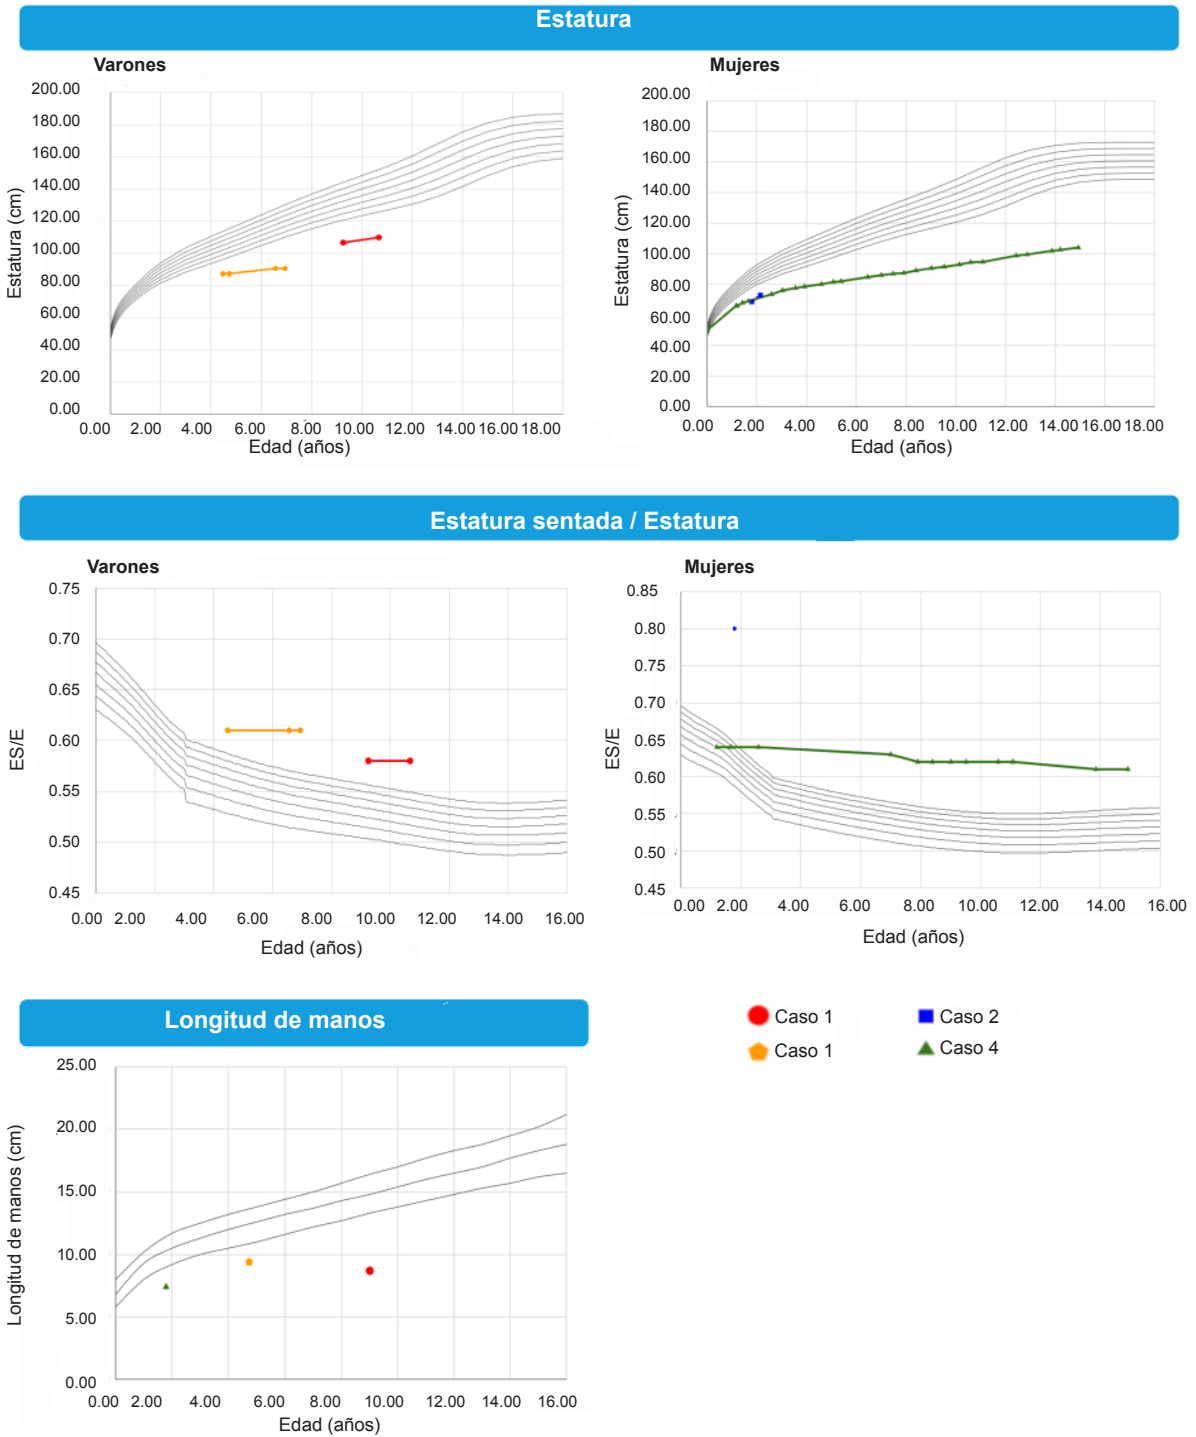 Estatura
Varones
200.00
180.00
160.00
140.00
120.00
100.00
80.00
60.00
40.00
20.00
0.00
Estatura (cm)
0.00 2.00 4.00 6.00 8.00 10.00 12.00 14.00 16.00 18.00
Edad (años)
Mujeres
200.00
180.00
160.00
140.00
120.00
100.00
80.00
60.00
40.00
20.00
0.00
Estatura (cm)
0.00 2.00 4.00 6.00 8.00 10.00 12.00 14.00 16.00 18.00
Edad (años)
Estatura sentada / Estatura
Varones
0.75
0.70
0.65
0.60
0.55
0.50
0.45
ES/E
0.00 2.00 4.00 6.00 8.00 10.00 12.00 14.00 16.00
Edad (años)
Mujeres
0.85
0.80
0.75
0.70
0.65
0.60
0.55
0.50
0.45
ES/E
0.00 2.00 4.00 6.00 8.00 10.00 12.00 14.00 16.00
Edad (años)
Longitud de manos
25.00
20.00
15.00
10.00
5.00
0.00
Longitud de manos (cm)
0.00 2.00 4.00 6.00 8.00 10.00 12.00 14.00 16.00
Edad (años)
Caso 1
Caso 2
Caso 1
Caso 4